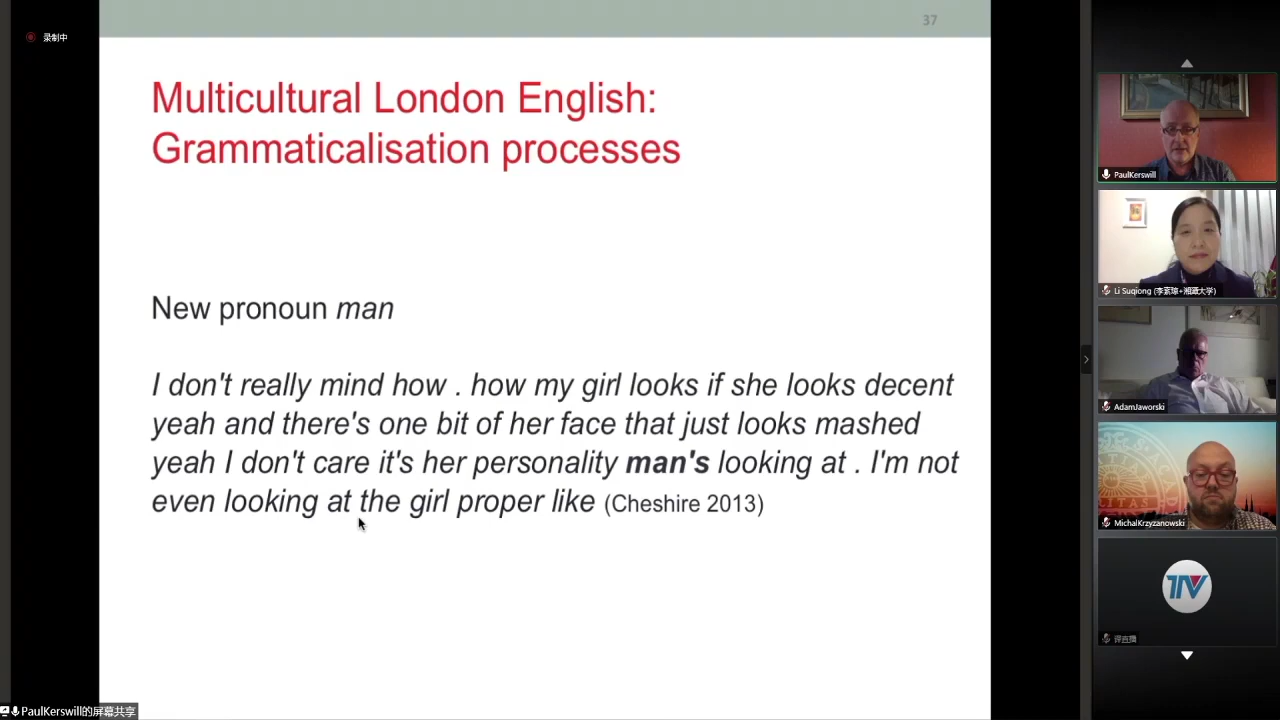 37
录制中
Multicultural London English:
Grammaticalisation processes
New pronoun man
I don't really mind how . how my girl looks if she looks decent
yeah and there's one bit of her face that just looks mashed
yeah I don't care it's her personality man's looking at . I'm not
even looking at the girl proper like (Cheshire 2013)
PaulKerswill
Li Suqiong (李素琼+湘潭大学)
AdamJaworski
MichalKrzyzanowski
TV
PaulKerswill的屏幕共享